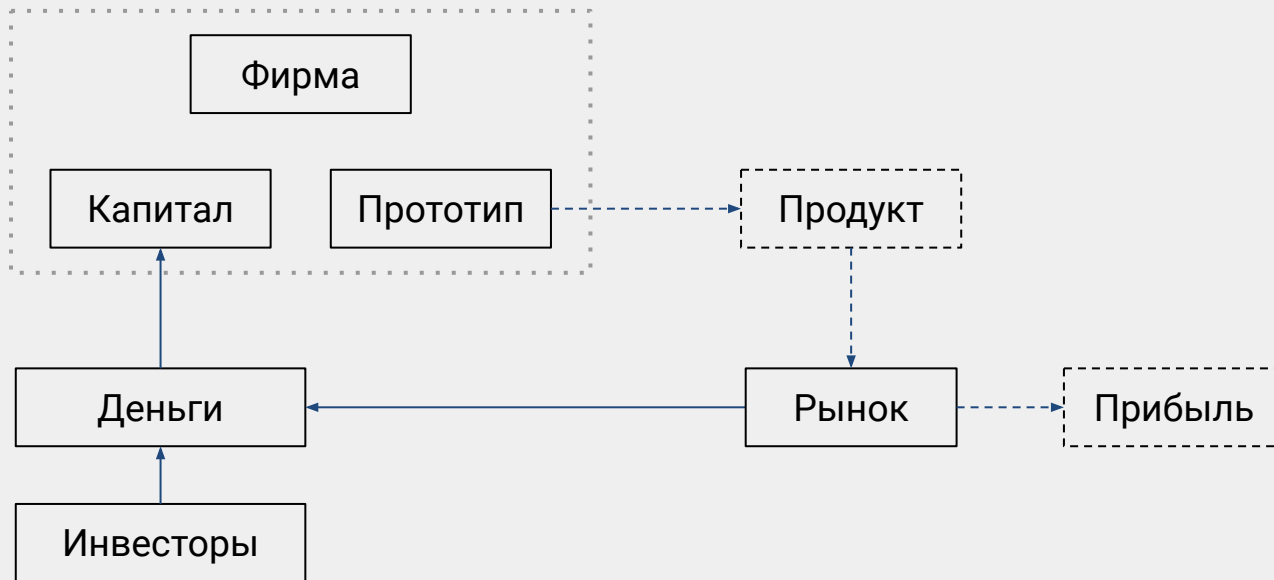 Фирма
Капитал
Прототип
Продукт
Деньги
Рынок
Прибыль
Инвесторы